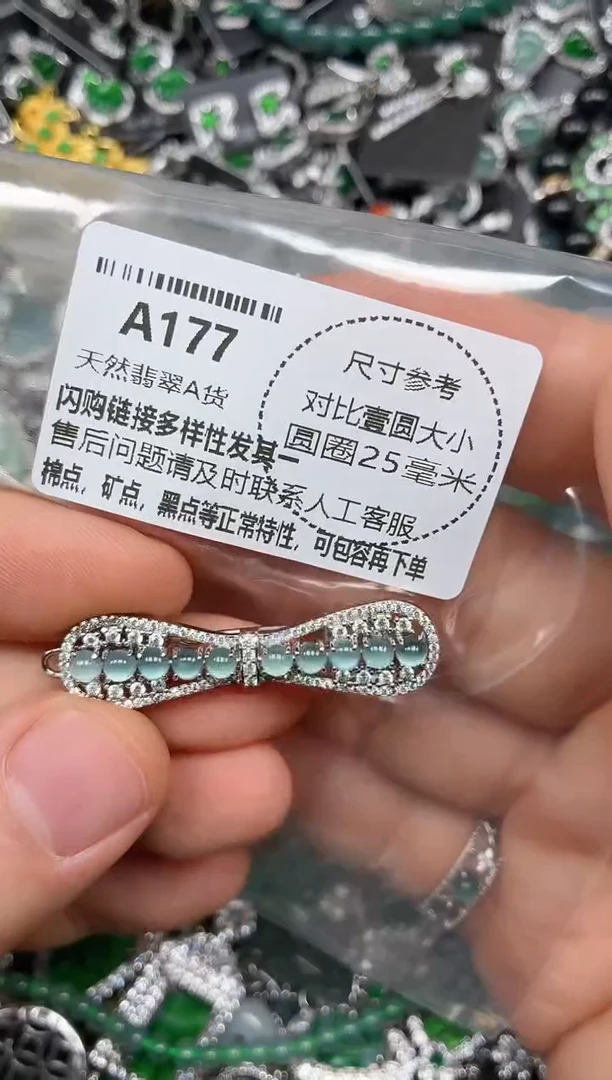 A177
天然翡翠A货
闪购链接多样性发其一
售后问题请及时联系人工客服
棉点，矿点，黑点等正常特性，可包容再下单
尺寸参考
对比壹圆大小
圆圈25毫米